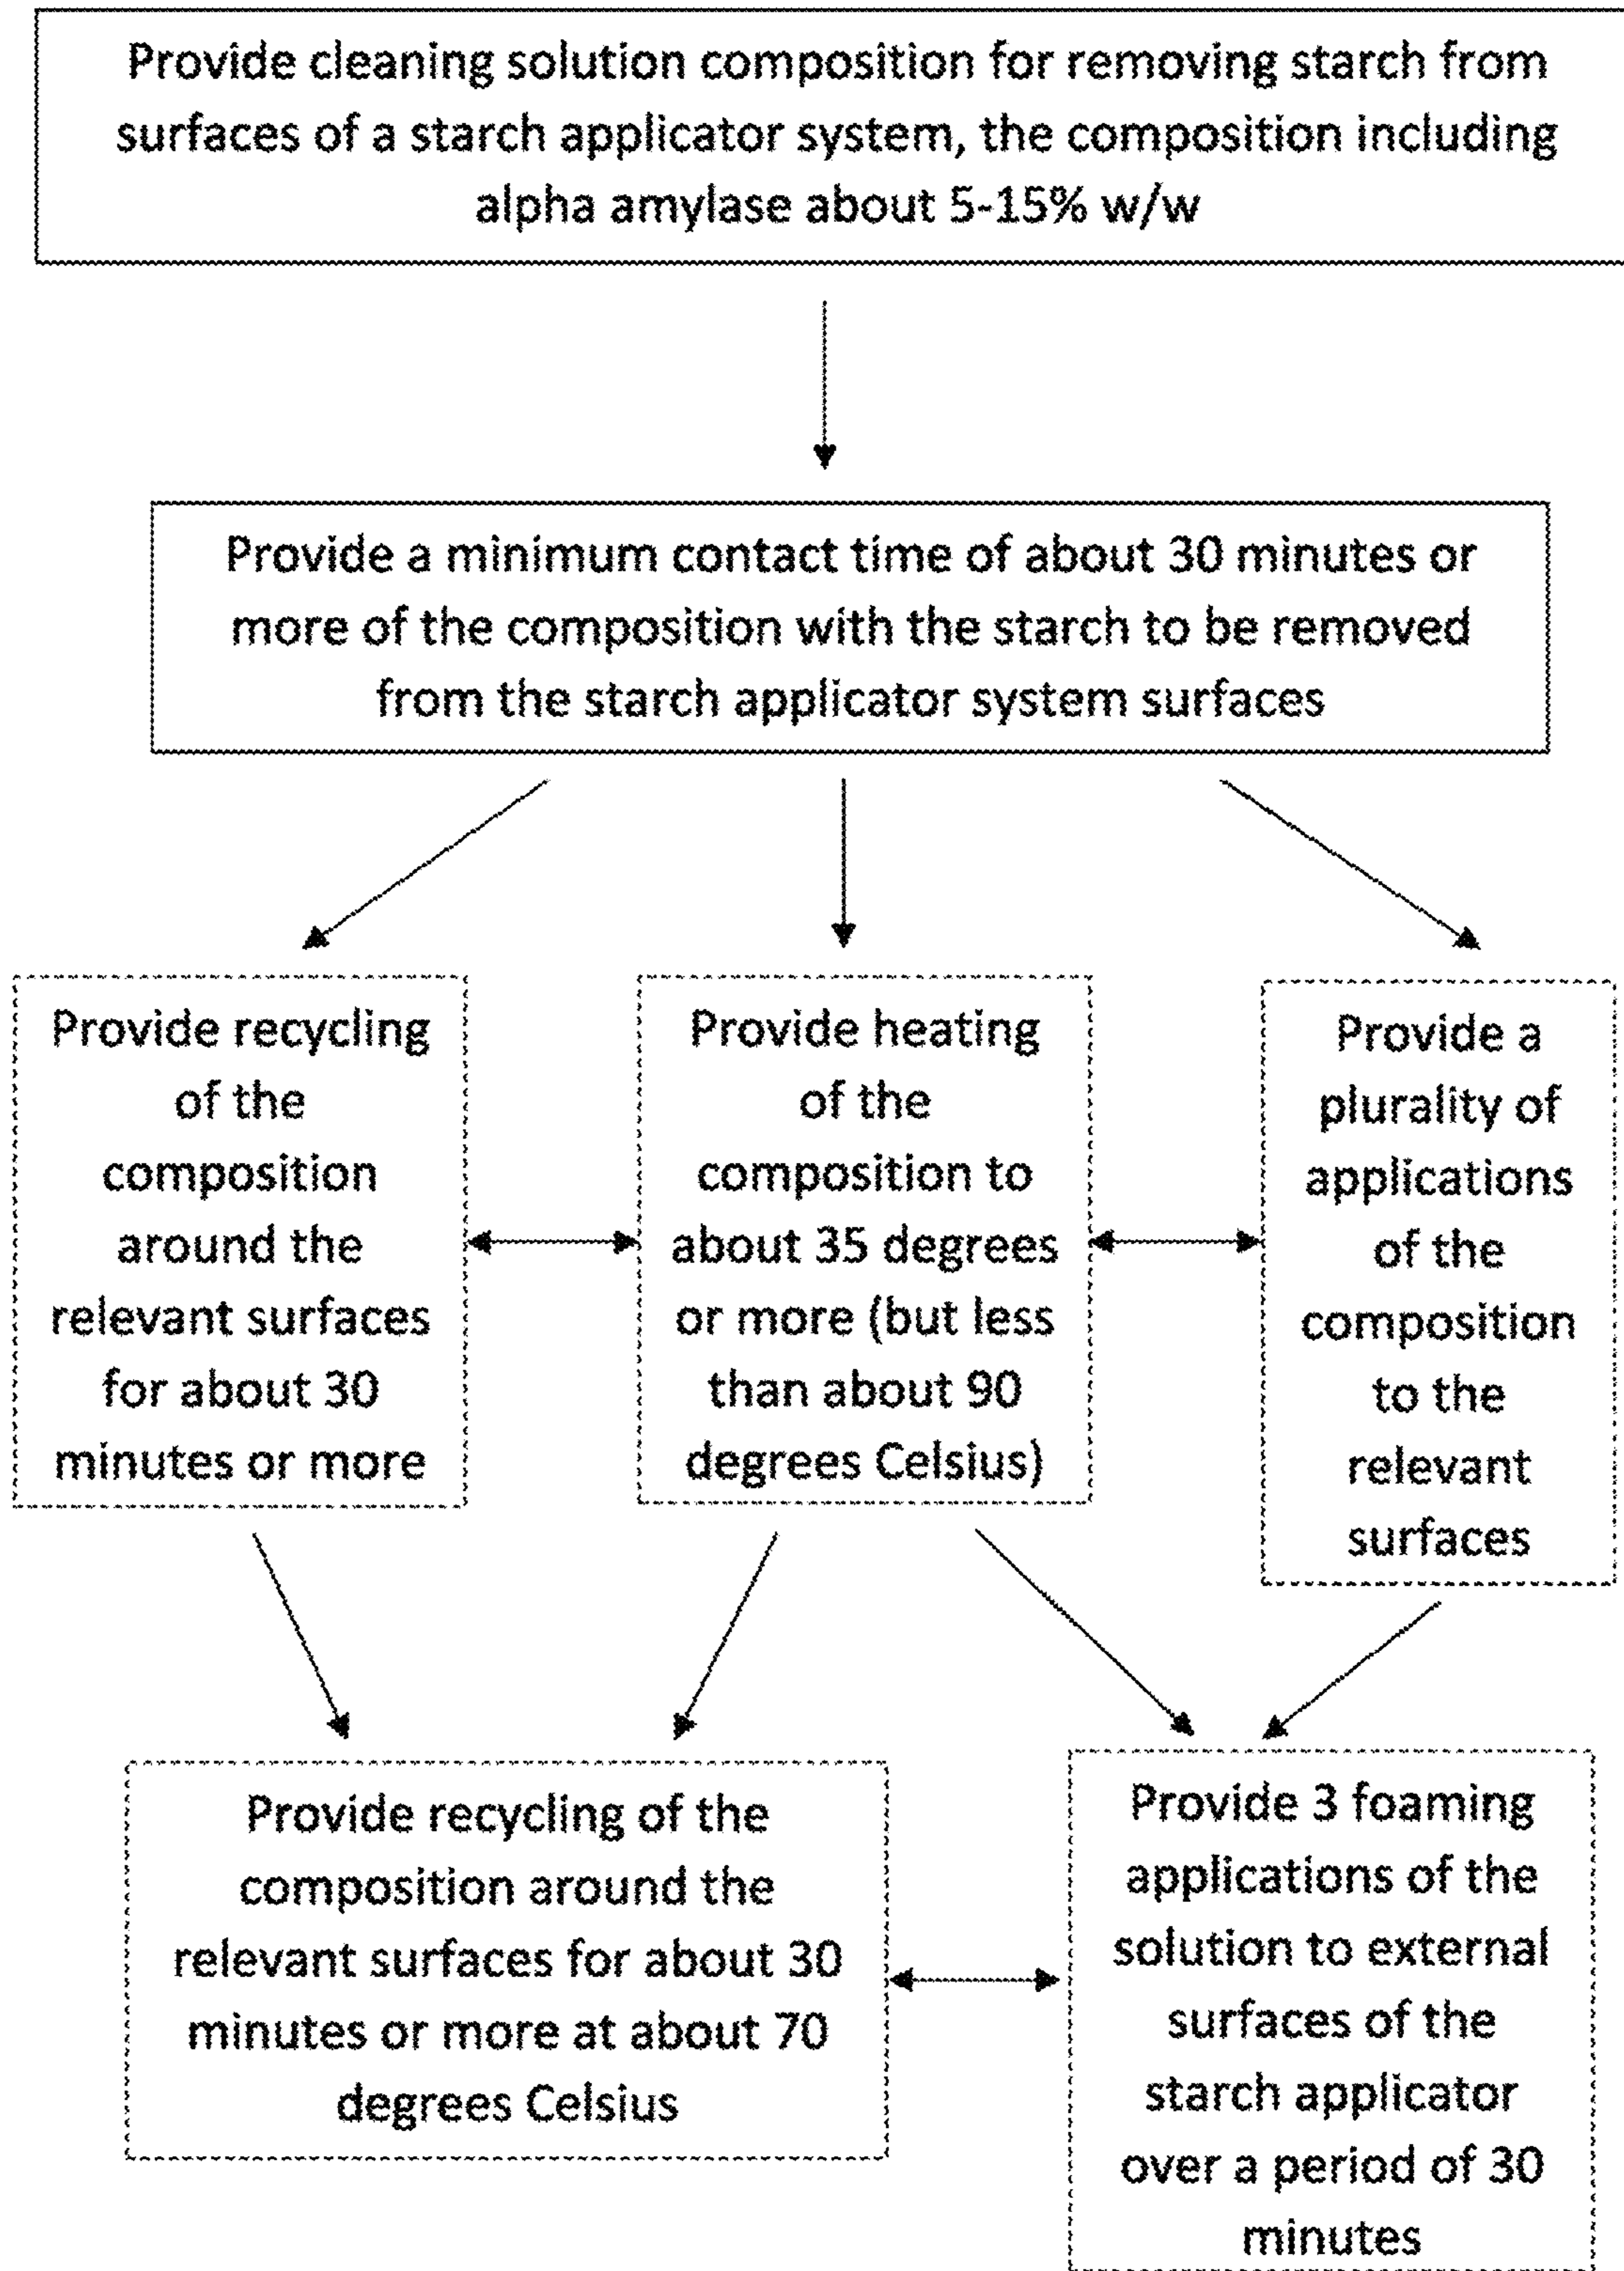 Provide cleaning solution composition for removing starch from
surfaces of a starch applicator system, the composition including
alpha amylase about 5-15% w/w
Provide a minimum contact time of about 30 minutes or
more of the composition with the starch to be removed
from the starch applicator system surfaces
Provide recycling
of the
composition
around the
relevant surfaces
for about 30
minutes or more
Provide heating
of the
composition to
about 35 degrees
or more (but less
than about 90
degrees Celsius)
Provide a
plurality of
applications
of the
composition
to the
relevant
surfaces
Provide recycling of the
composition around the
relevant surfaces for about 30
minutes or more at about 70
degrees Celsius
Provide 3 foaming
applications of the
solution to external
surfaces of the
starch applicator
over a period of 30
minutes